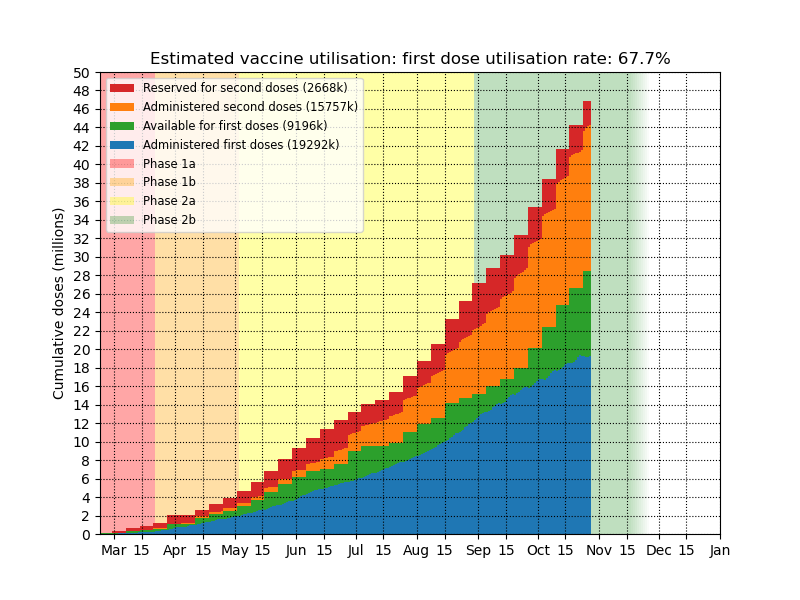 Estimated vaccine utilisation: first dose utilisation rate: 67.7%
Cumulative doses (millions)
50
48
46
44
42
40
38
36
34
32
30
28
26
24
22
20
18
16
14
12
10
8
6
4
2
0
Reserved for second doses (2668k)
Administered second doses (15757k)
Available for first doses (9196k)
Administered first doses (19292k)
Phase 1a
Phase 1b
Phase 2a
Phase 2b
Mar 15 Apr 15 May 15 Jun 15 Jul 15 Aug 15 Sep 15 Oct 15 Nov 15 Dec 15 Jan